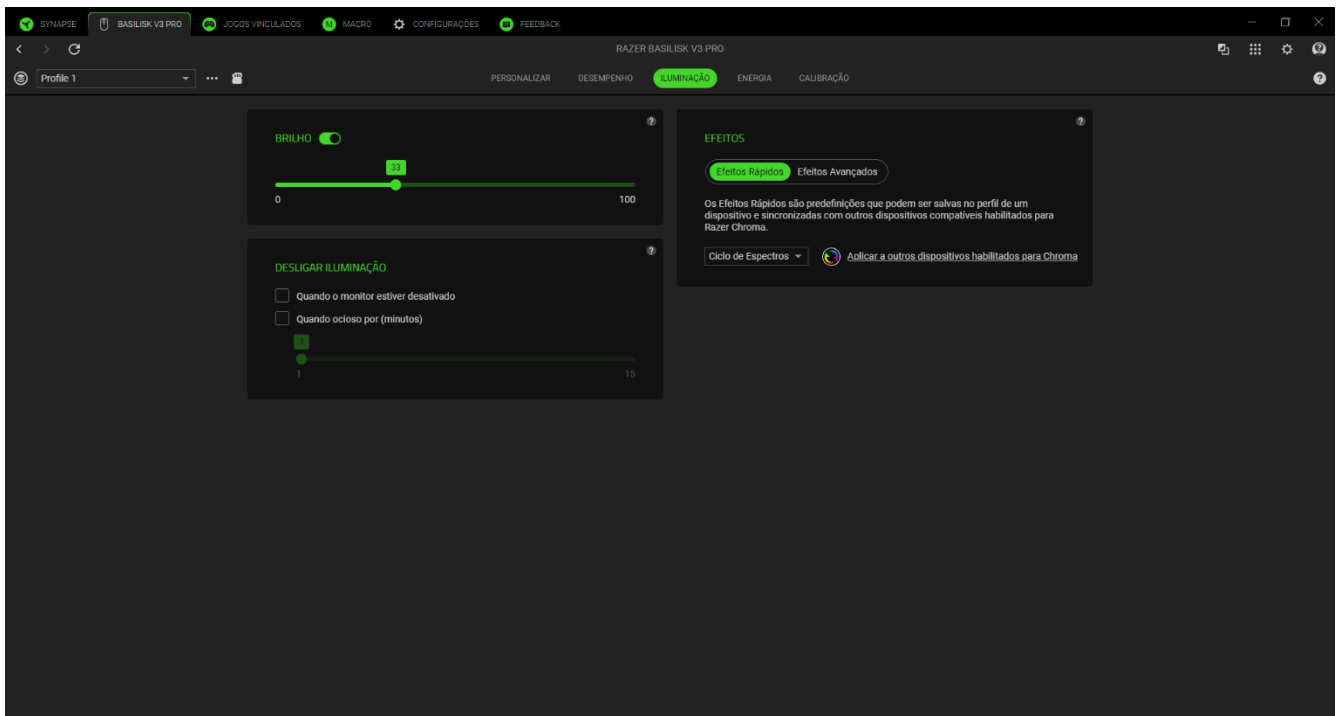 SYNAPSE BASILISK V3 PRO JOGOS VINCULADOS M MACRO CONFIGURAÇÕES FEEDBACK
RAZER BASILISK V3 PRO
Profile 1 PERSONALIZAR DESEMPENHO ILUMINAÇÃO ENERGIA CALIBRAÇÃO ?
BRILHO ?
33
0 100
DESLIGAR ILUMINAÇÃO ?
Quando o monitor estiver desativado
Quando ocioso por (minutos)
1
1 15
EFEITOS ?
Efeitos Rápidos Efeitos Avançados
Os Efeitos Rápidos são predefinições que podem ser salvas no perfil de um
dispositivo e sincronizadas com outros dispositivos compatíveis habilitados para
Razer Chroma.
Ciclo de Espectros Aplicar a outros dispositivos habilitados para Chroma